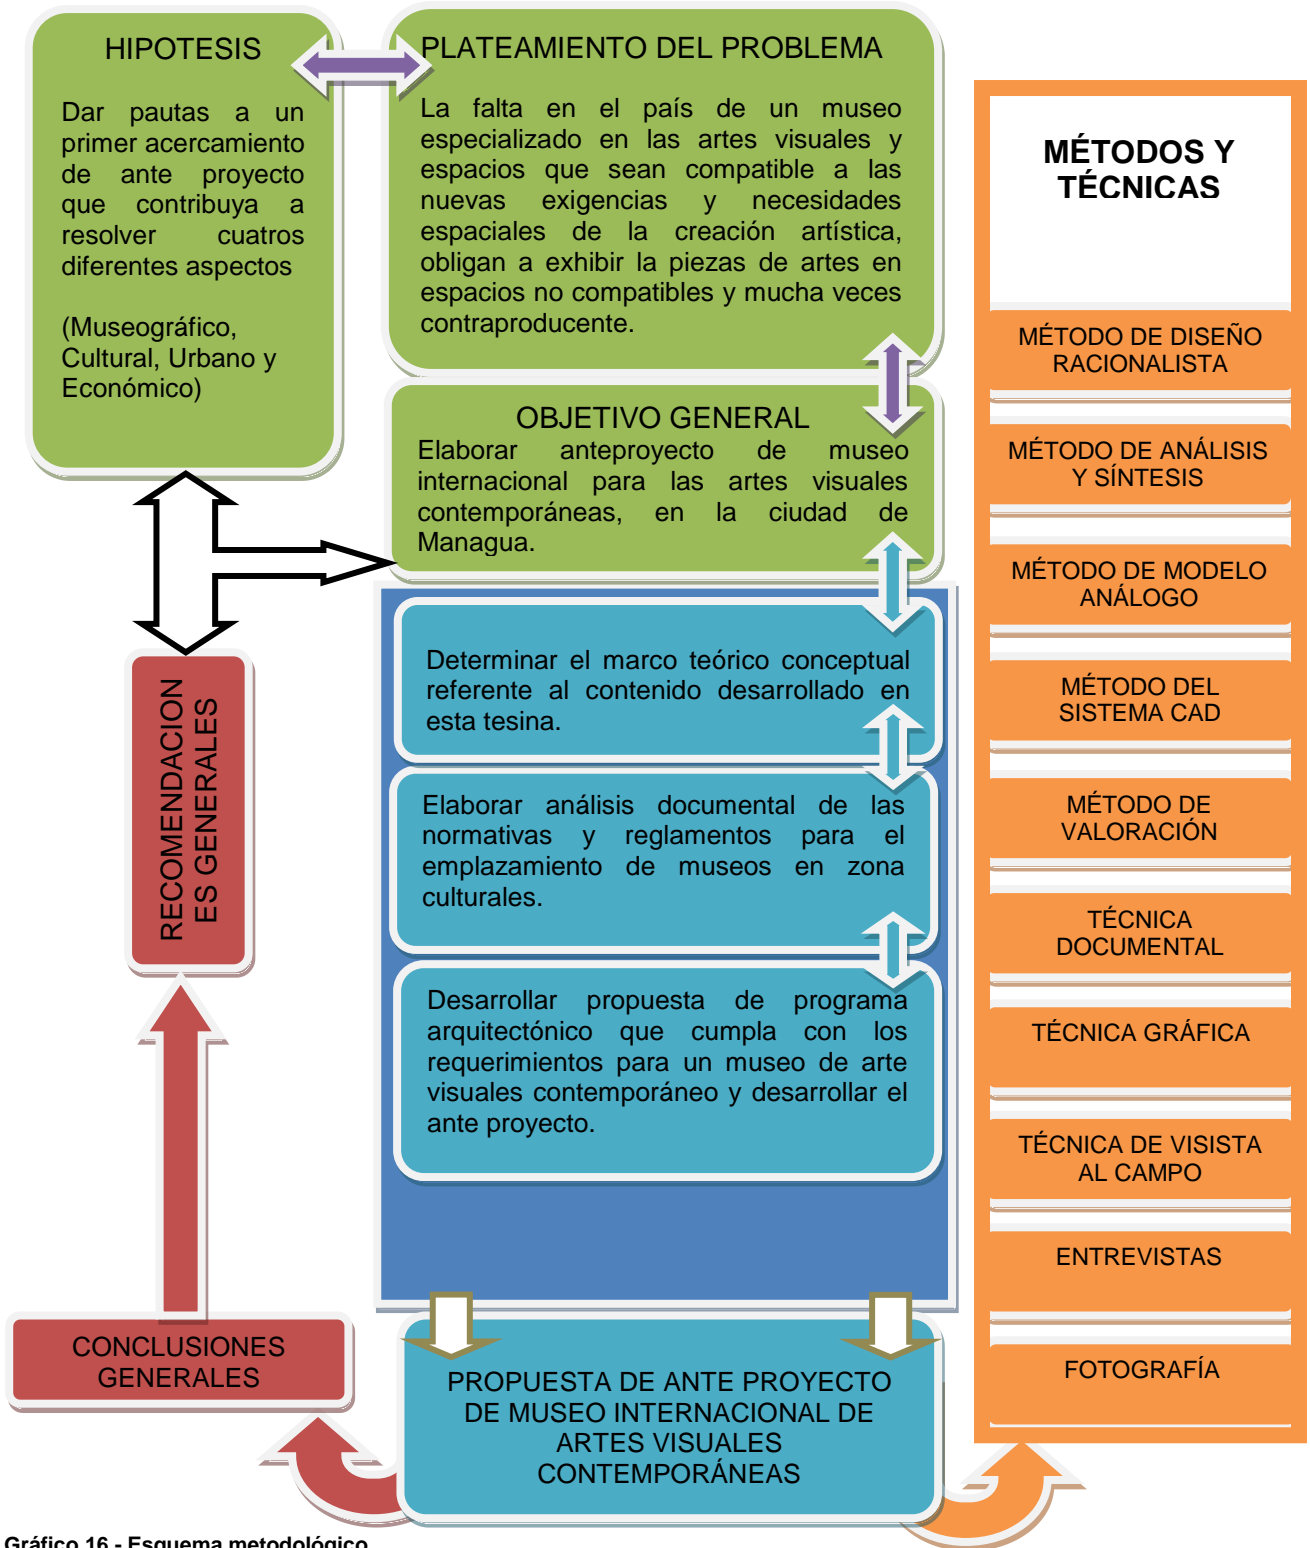 HIPOTESIS
Dar pautas a un
primer acercamiento
de ante proyecto
que contribuya a
resolver cuatros
diferentes aspectos
(Museográfico,
Cultural, Urbano y
Económico)
PLATEAMIENTO DEL PROBLEMA
La falta en el país de un museo
especializado en las artes visuales y
espacios que sean compatible a las
nuevas exigencias y necesidades
espaciales de la creación artística,
obligan a exhibir la piezas de artes en
espacios no compatibles y mucha veces
contraproducente.
OBJETIVO GENERAL
Elaborar anteproyecto de museo
internacional para las artes visuales
contemporáneas, en la ciudad de
Managua.
Determinar el marco teórico conceptual
referente al contenido desarrollado en
esta tesina.
Elaborar análisis documental de las
normativas y reglamentos para el
emplazamiento de museos en zona
culturales.
Desarrollar propuesta de programa
arquitectónico que cumpla con los
requerimientos para un museo de arte
visuales contemporáneo y desarrollar el
ante proyecto.
PROPUESTA DE ANTE PROYECTO
DE MUSEO INTERNACIONAL DE
ARTES VISUALES
CONTEMPORÁNEAS
CONCLUSIONES
GENERALES
RECOMENDACION
ES GENERALES
MÉTODOS Y
TÉCNICAS
MÉTODO DE DISEÑO
RACIONALISTA
MÉTODO DE ANÁLISIS
Y SÍNTESIS
MÉTODO DE MODELO
ANÁLOGO
MÉTODO DEL
SISTEMA CAD
MÉTODO DE
VALORACIÓN
TÉCNICA
DOCUMENTAL
TÉCNICA GRÁFICA
TÉCNICA DE VISISTA
AL CAMPO
ENTREVISTAS
FOTOGRAFÍA
Gráfico 16 - Esquema metodológico